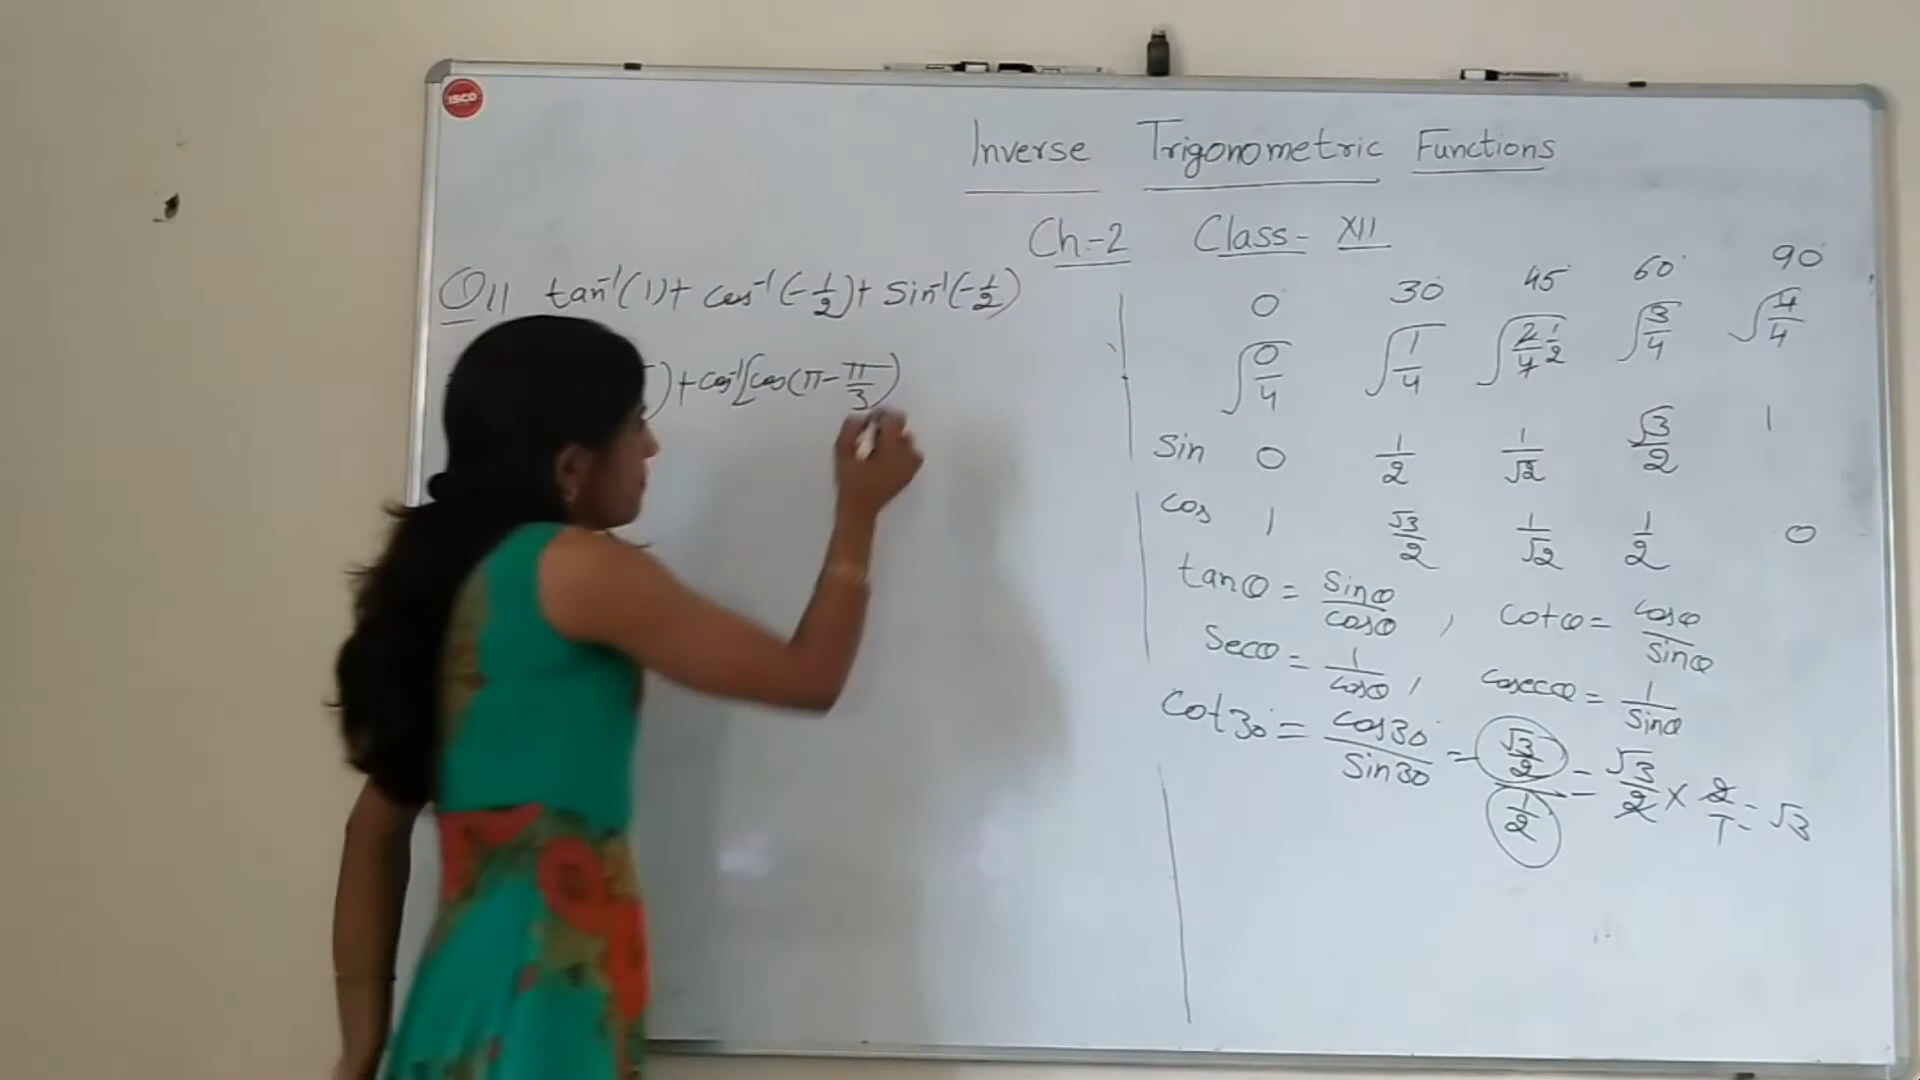 ISCO
Inverse Trigonometric Functions
Ch-2 Class- XII
Q11 tan⁻¹(1)+ cos⁻¹(-1/2)+ Sin⁻¹(-1/2)
)+cos⁻¹[cos(π-π/3)
0 30° 45° 60° 90°
√0/4 √1/4 √2/4 1/2 √3/4 √4/4
Sin 0 1/2 1/√2 √3/2 1
cos 1 √3/2 1/√2 1/2 0
tanθ = Sinθ/cosθ , cotθ = cosθ/Sinθ
Secθ = 1/cosθ , cosecθ = 1/Sinθ
Cot30° = cos30/Sin30 = √3/2/1/2 = √3/2 × 2/1 = √3